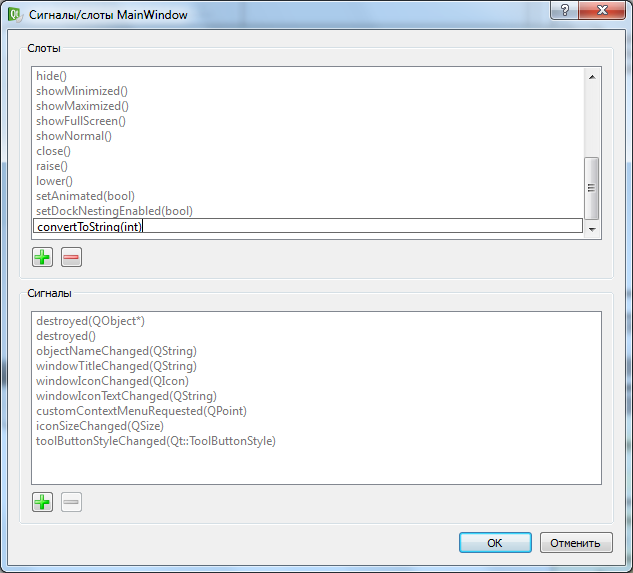 Qt Сигналы/слоты MainWindow
Слоты
hide()
showMinimized()
showMaximized()
showFullScreen()
showNormal()
close()
raise()
lower()
setAnimated(bool)
setDockNestingEnabled(bool)
convertToString(int)
Сигналы
destroyed(QObject*)
destroyed()
objectNameChanged(QString)
windowTitleChanged(QString)
windowIconChanged(QIcon)
windowIconTextChanged(QString)
customContextMenuRequested(QPoint)
iconSizeChanged(QSize)
toolButtonStyleChanged(Qt::ToolButtonStyle)
OK Отменить